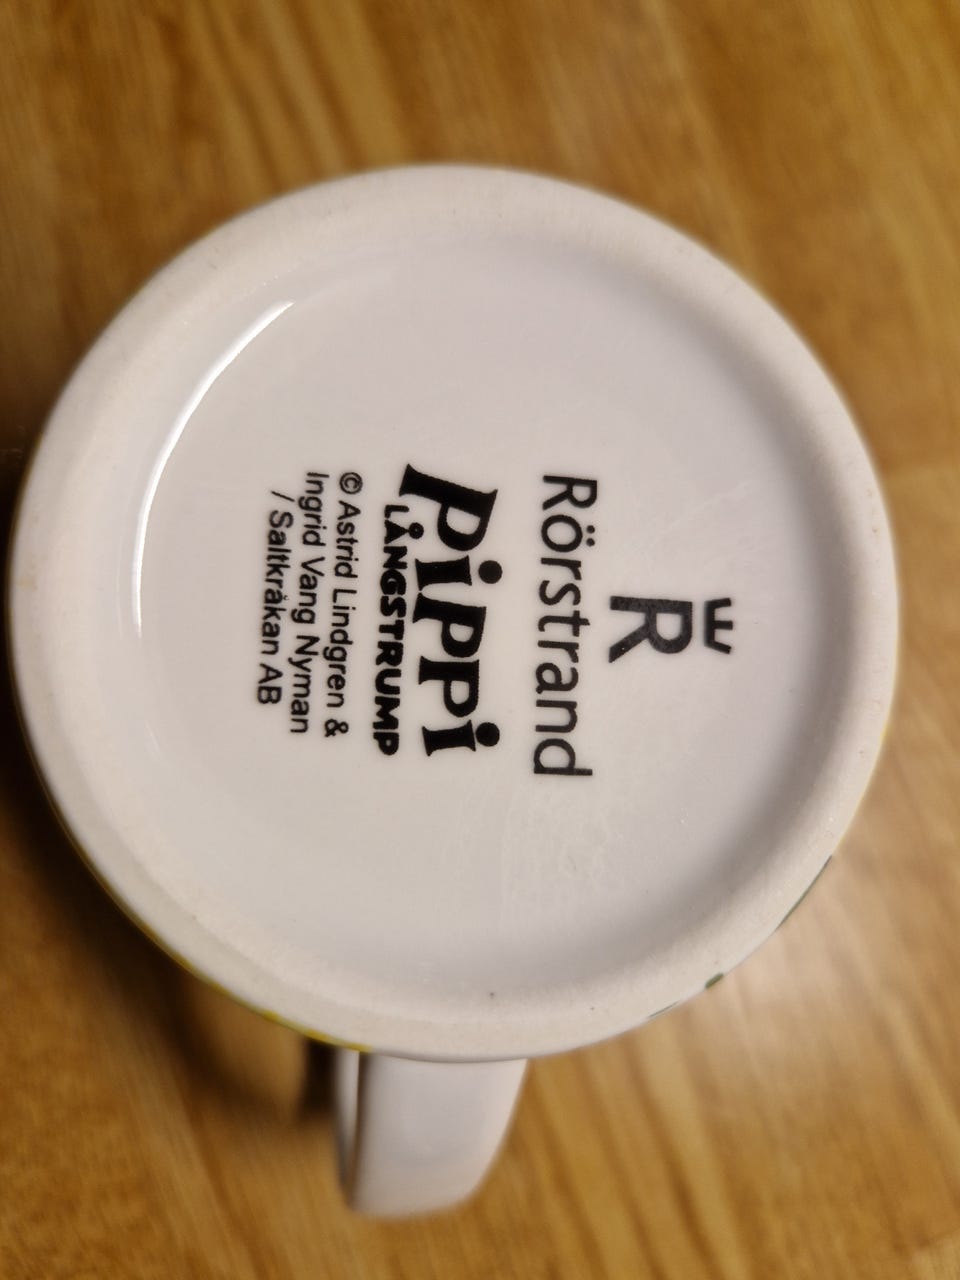 R
Rörstrand
Pippi
LÅNGSTRUMP
© Astrid Lindgren &
Ingrid Vang Nyman
/ Saltkråkan AB